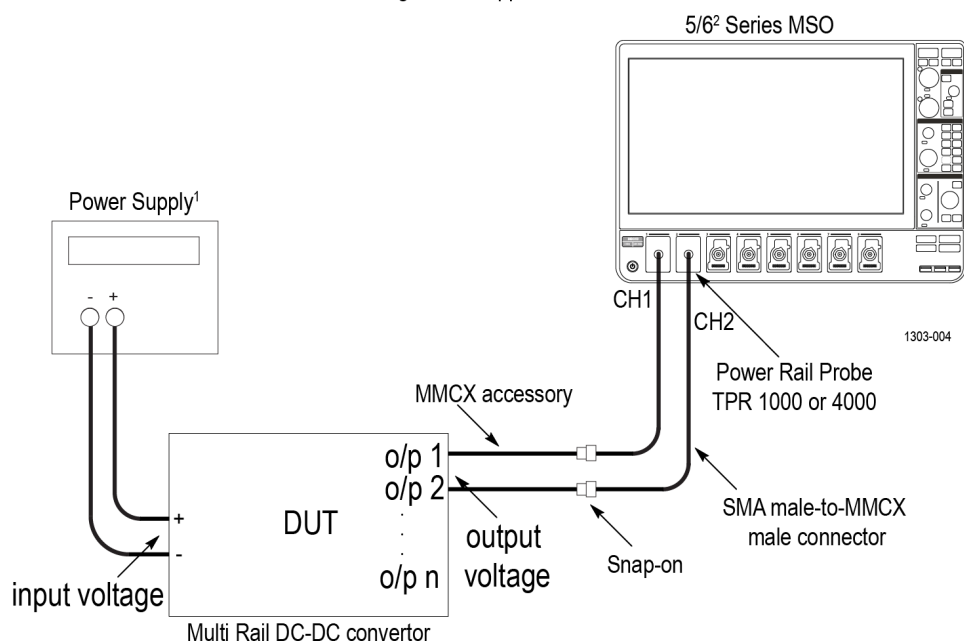 5/6² Series MSO
Power Supply¹
- +
CH1
CH2
1303-004
Power Rail Probe
TPR 1000 or 4000
MMCX accessory
o/p 1
o/p 2
.
.
.
o/p n
+
-
DUT
output
voltage
SMA male-to-MMCX
male connector
Snap-on
input voltage
Multi Rail DC-DC convertor